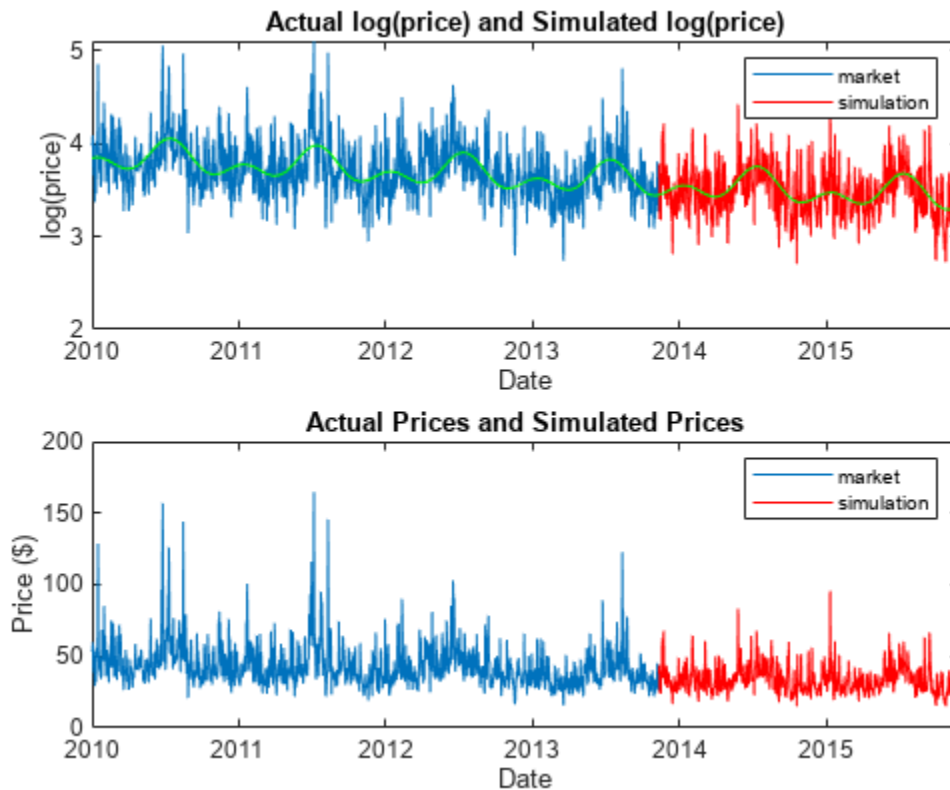 Actual log(price) and Simulated log(price)
5
4
3
2
log(price)
market
simulation
2010 2011 2012 2013 2014 2015
Date
Actual Prices and Simulated Prices
200
150
100
50
0
Price ($)
market
simulation
2010 2011 2012 2013 2014 2015
Date